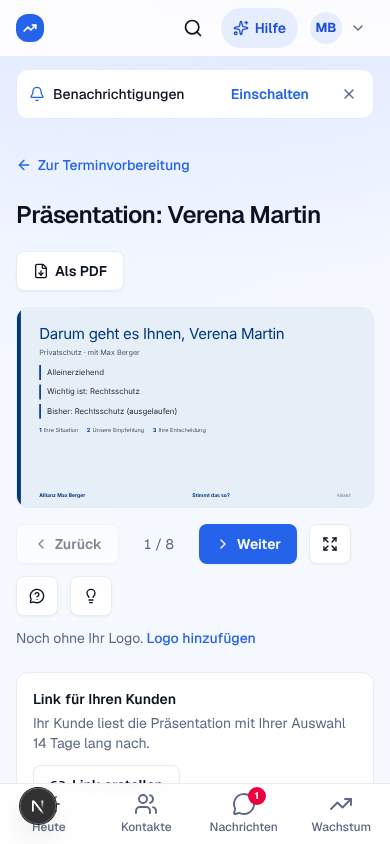 Hilfe
MB
Benachrichtigungen Einschalten
Zur Terminvorbereitung
Präsentation: Verena Martin
Als PDF
Darum geht es Ihnen, Verena Martin
Privatschutz · mit Max Berger
Alleinerziehend
Wichtig ist: Rechtsschutz
Bisher: Rechtsschutz (ausgelaufen)
1 Ihre Situation 2 Unsere Empfehlung 3 Ihre Entscheidung
Allianz Max Berger Stimmt das so?
Zurück 1 / 8 Weiter
Noch ohne Ihr Logo. Logo hinzufügen
Link für Ihren Kunden
Ihr Kunde liest die Präsentation mit Ihrer Auswahl
14 Tage lang nach.
Link erstellen
N
1
Heute Kontakte Nachrichten Wachstum